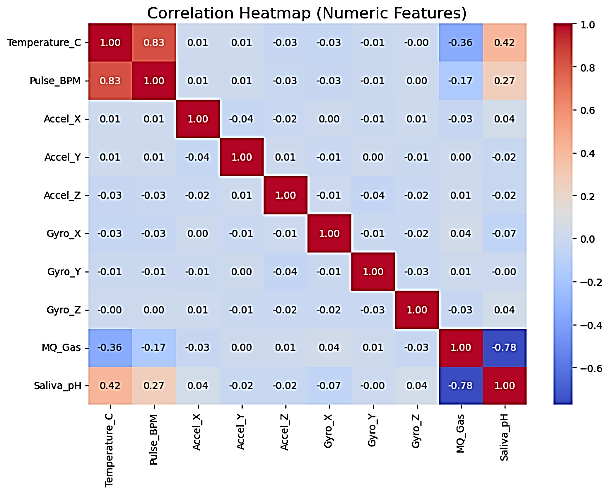 Correlation Heatmap (Numeric Features)
Temperature_C 1.00 0.83 0.01 0.01 -0.03 -0.03 -0.01 -0.00 -0.36 0.42
Pulse_BPM 0.83 1.00 0.01 0.01 -0.03 -0.03 -0.01 0.00 -0.17 0.27
Accel_X 0.01 0.01 1.00 -0.04 -0.02 0.00 -0.01 0.01 -0.03 0.04
Accel_Y 0.01 0.01 -0.04 1.00 0.01 -0.01 0.00 -0.01 0.00 -0.02
Accel_Z -0.03 -0.03 -0.02 0.01 1.00 -0.01 -0.04 -0.02 0.01 -0.02
Gyro_X -0.03 -0.03 0.00 -0.01 -0.01 1.00 -0.01 -0.02 0.04 -0.07
Gyro_Y -0.01 -0.01 -0.01 0.00 -0.04 -0.01 1.00 -0.03 0.01 -0.00
Gyro_Z -0.00 0.00 0.01 -0.01 -0.02 -0.02 -0.03 1.00 -0.03 0.04
MQ_Gas -0.36 -0.17 -0.03 0.00 0.01 0.04 0.01 -0.03 1.00 -0.78
Saliva_pH 0.42 0.27 0.04 -0.02 -0.02 -0.07 -0.00 0.04 -0.78 1.00
Temperature_C Pulse_BPM Accel_X Accel_Y Accel_Z Gyro_X Gyro_Y Gyro_Z MQ_Gas Saliva_pH
1.0
0.8
0.6
0.4
0.2
0.0
−0.2
−0.4
−0.6